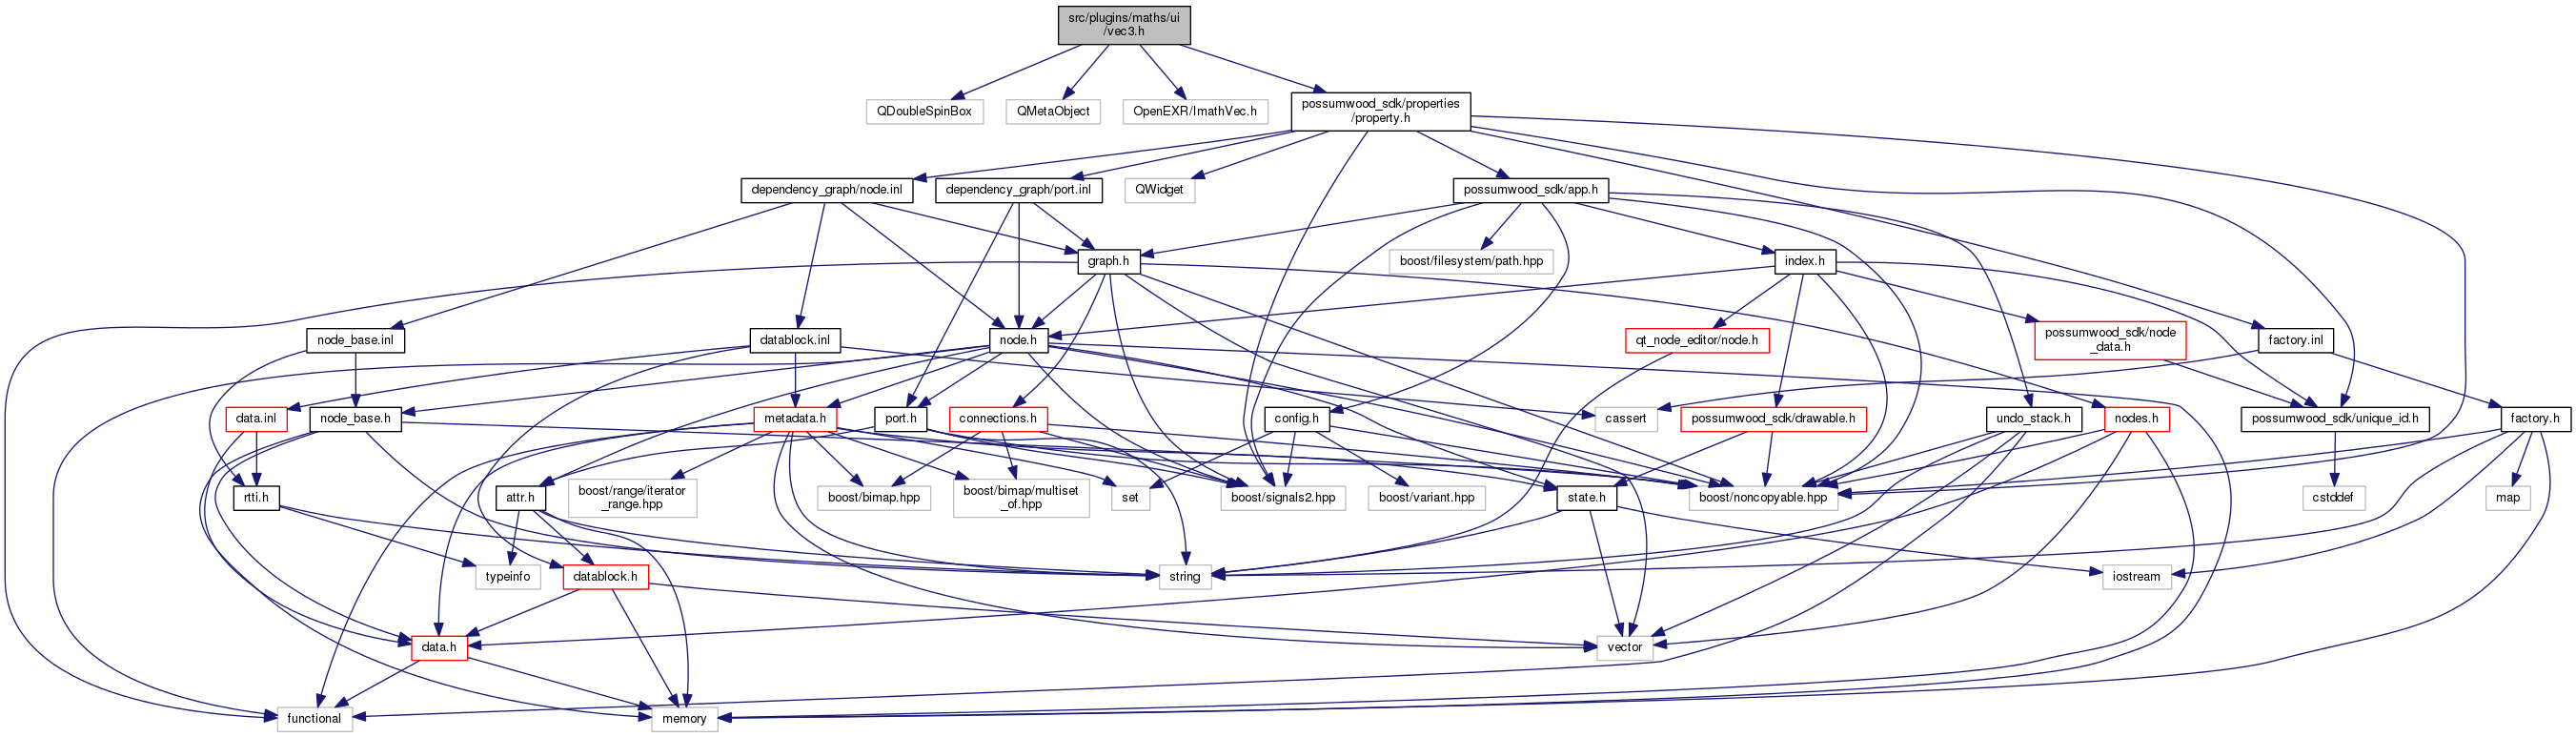 src/plugins/maths/ui
/vec3.h
QDoubleSpinBox
QMetaObject
OpenEXR/ImathVec.h
possumwood_sdk/properties
/property.h
dependency_graph/node.inl
dependency_graph/port.inl
QWidget
possumwood_sdk/app.h
graph.h
boost/filesystem/path.hpp
index.h
node_base.inl
datablock.inl
node.h
qt_node_editor/node.h
possumwood_sdk/node
_data.h
factory.inl
data.inl
node_base.h
metadata.h
port.h
connections.h
config.h
cassert
possumwood_sdk/drawable.h
undo_stack.h
nodes.h
possumwood_sdk/unique_id.h
factory.h
rtti.h
attr.h
boost/range/iterator
_range.hpp
boost/bimap.hpp
boost/bimap/multiset
_of.hpp
set
boost/signals2.hpp
boost/variant.hpp
state.h
boost/noncopyable.hpp
cstddef
map
typeinfo
datablock.h
string
iostream
data.h
vector
functional
memory